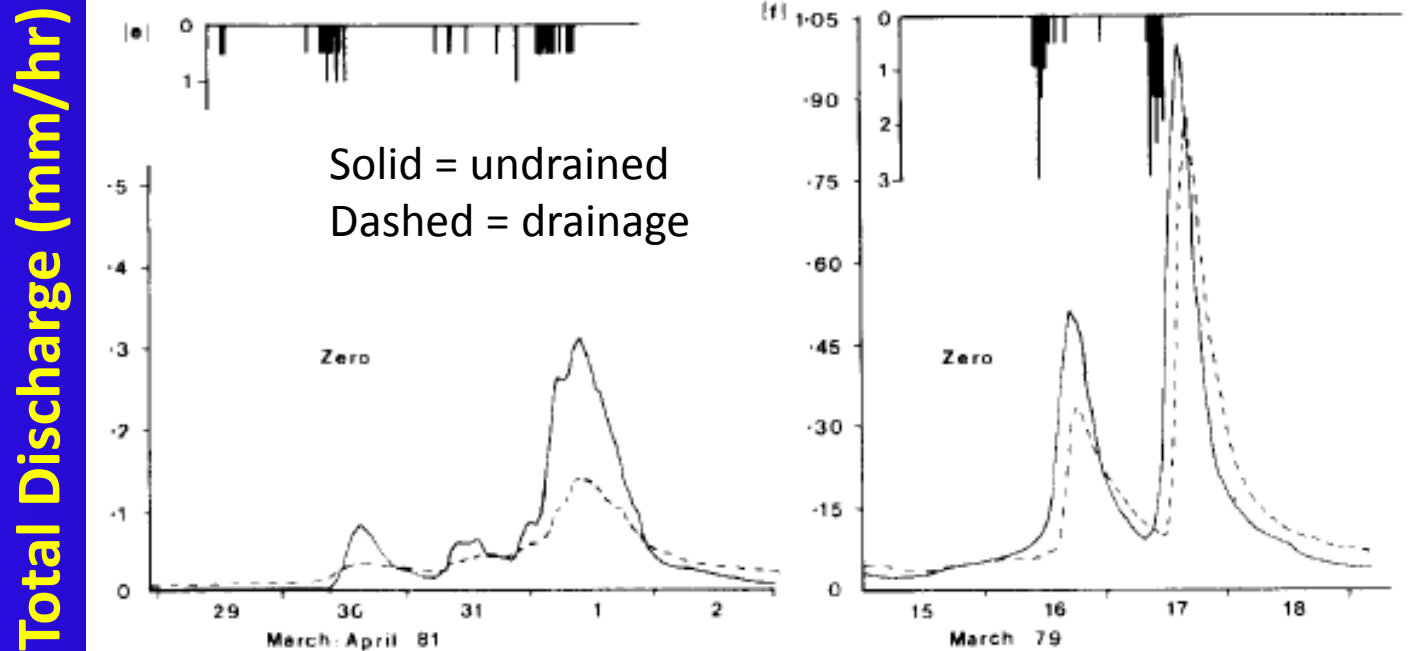 Total Discharge (mm/hr)
|e|
0
1
Solid = undrained
Dashed = drainage
·5
·4
·3
·2
·1
0
Zero
29 30 31 1 2
March·April 81
|f|
1·05
·90
·75
·60
·45
·30
·15
0
0
1
2
3
Zero
15 16 17 18
March 79